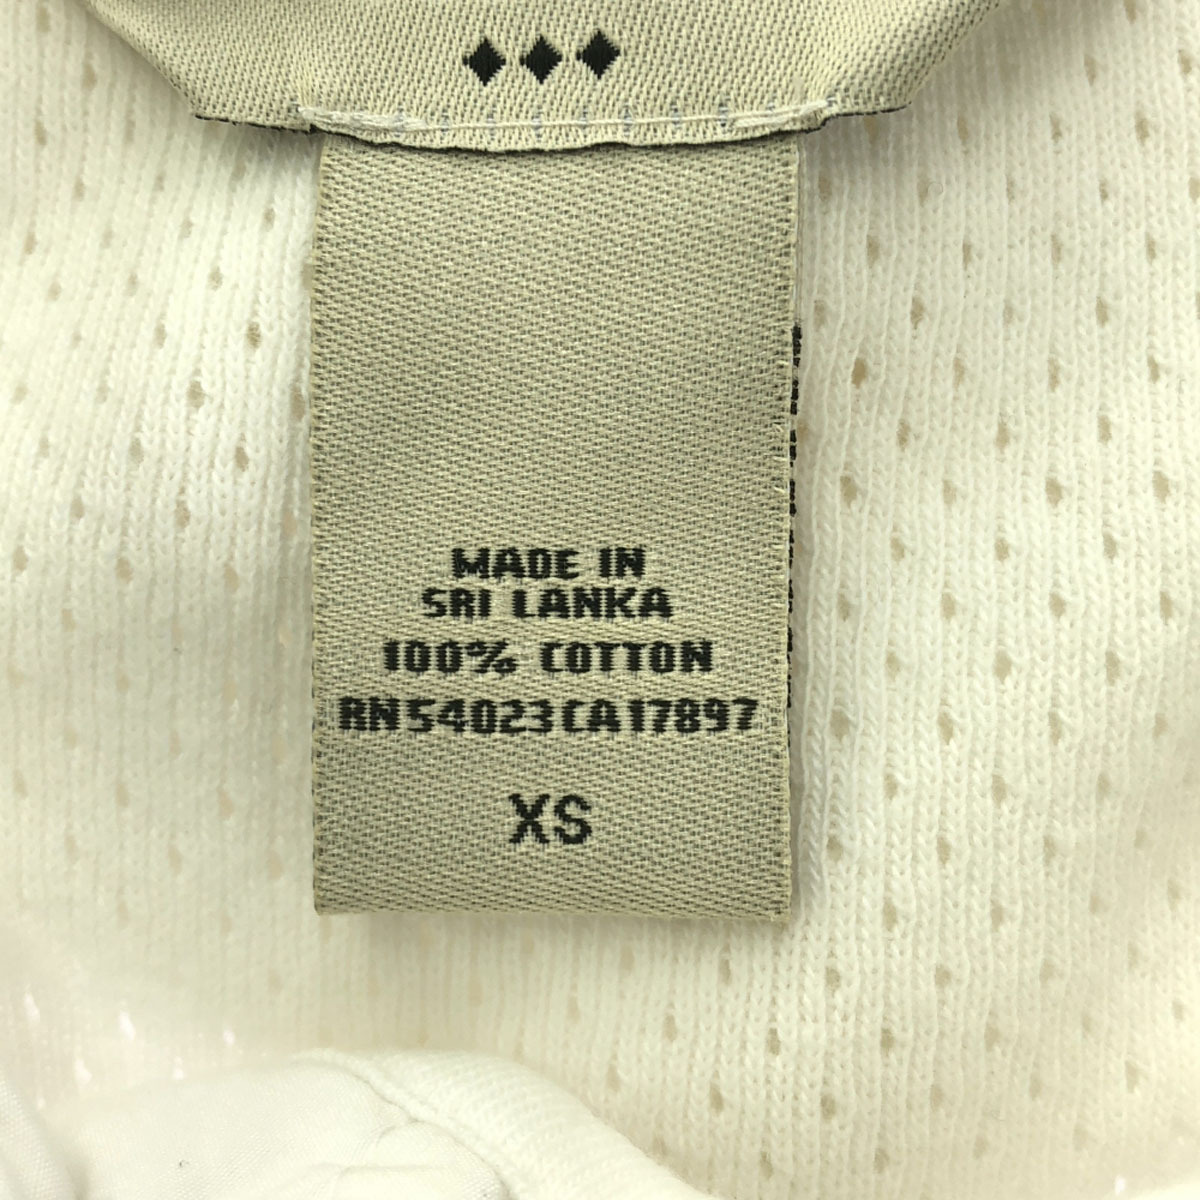 MADE IN
SRI LANKA
100% COTTON
RN54023CA17897
XS